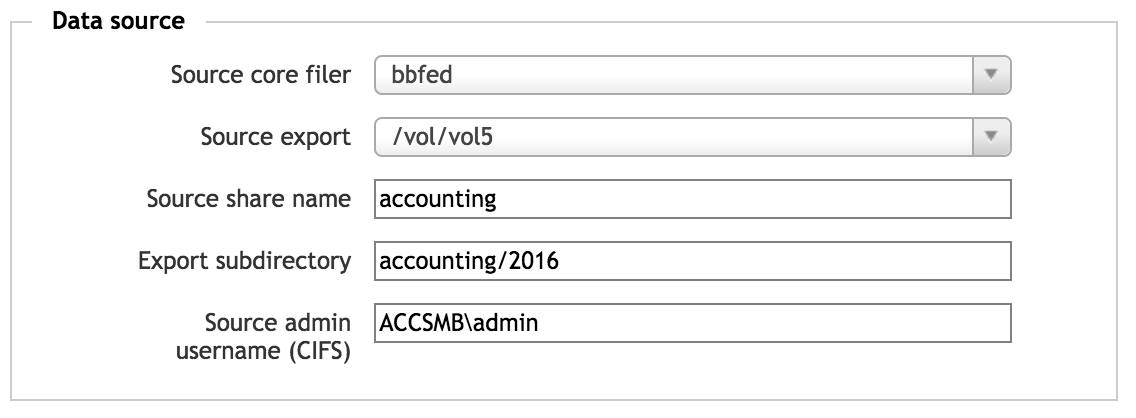 Data source
Source core filer bbfed
Source export /vol/vol5
Source share name accounting
Export subdirectory accounting/2016
Source admin ACCSMB\admin
username (CIFS)